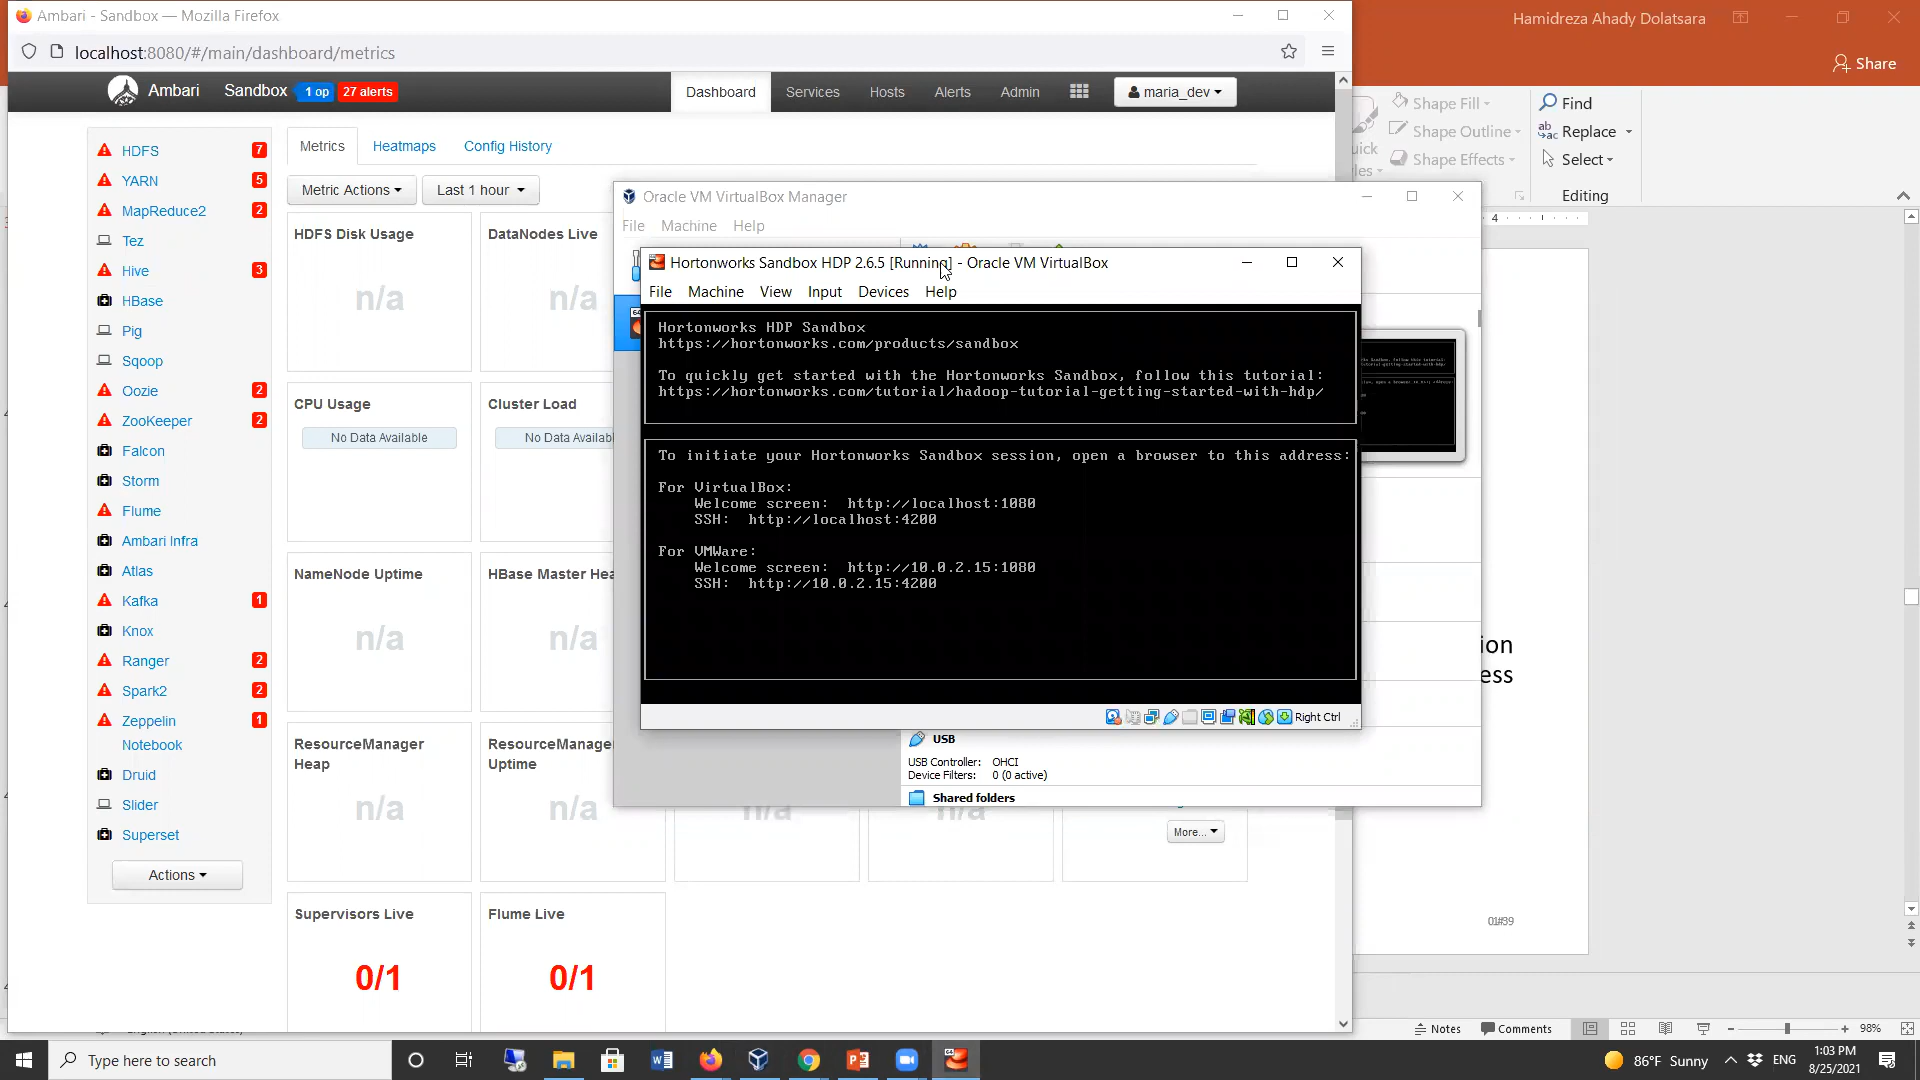 Ambari - Sandbox — Mozilla Firefox
localhost:8080/#/main/dashboard/metrics
Ambari Sandbox 1 op 27 alerts Dashboard Services Hosts Alerts Admin maria_dev
HDFS 7
YARN 5
MapReduce2 2
Tez
Hive 3
HBase
Pig
Sqoop
Oozie 2
ZooKeeper 2
Falcon
Storm
Flume
Ambari Infra
Atlas
Kafka 1
Knox
Ranger 2
Spark2 2
Zeppelin 1
Notebook
Druid
Slider
Superset
Actions
Metrics Heatmaps Config History
Metric Actions Last 1 hour
HDFS Disk Usage
n/a
DataNodes Live
n/a
CPU Usage
No Data Available
Cluster Load
No Data Availab
NameNode Uptime
n/a
HBase Master Hea
n/a
ResourceManager
Heap
n/a
ResourceManage
Uptime
n/a
n/a
n/a
More...
Supervisors Live
0/1
Flume Live
0/1
Oracle VM VirtualBox Manager
File Machine Help
Hortonworks Sandbox HDP 2.6.5 [Running] - Oracle VM VirtualBox
File Machine View Input Devices Help
Hortonworks HDP Sandbox
https://hortonworks.com/products/sandbox
To quickly get started with the Hortonworks Sandbox, follow this tutorial:
https://hortonworks.com/tutorial/hadoop-tutorial-getting-started-with-hdp/
To initiate your Hortonworks Sandbox session, open a browser to this address:
For VirtualBox:
Welcome screen: http://localhost:1080
SSH: http://localhost:4200
For VMWare:
Welcome screen: http://10.0.2.15:1080
SSH: http://10.0.2.15:4200
Right Ctrl
USB
USB Controller: OHCI
Device Filters: 0 (0 active)
Shared folders
Hamidreza Ahady Dolatsara
Share
Shape Fill
Shape Outline
Shape Effects
Find
Replace
Select
Editing
4
ion
ess
01#39
Notes Comments 98%
Type here to search
86°F Sunny ENG
1:03 PM
8/25/2021